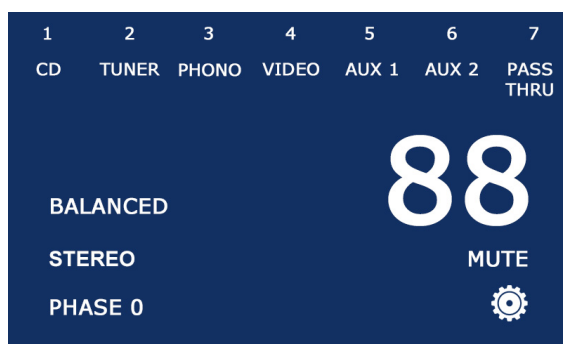 1 2 3 4 5 6 7
CD TUNER PHONO VIDEO AUX 1 AUX 2 PASS
THRU
88
BALANCED
STEREO MUTE
PHASE 0